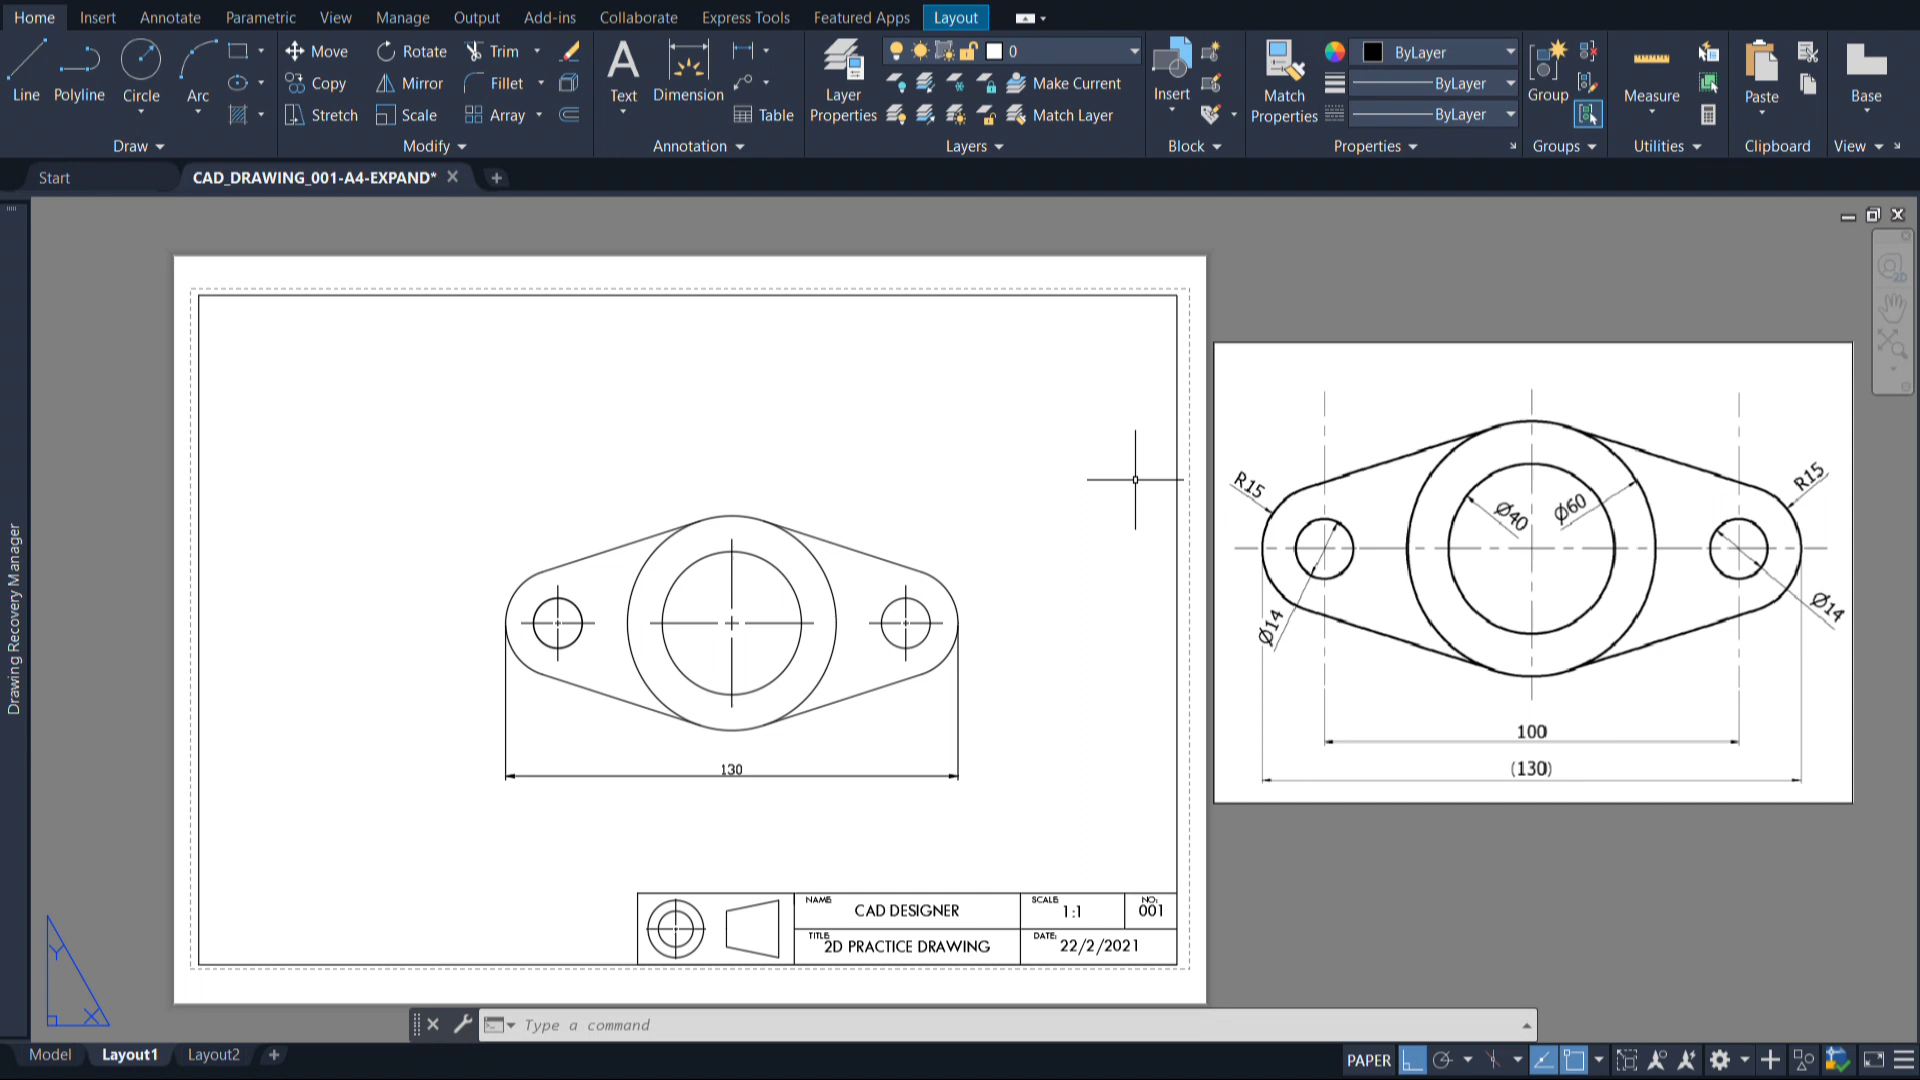 Home Insert Annotate Parametric View Manage Output Add-ins Collaborate Express Tools Featured Apps Layout
Line Polyline Circle Arc
Move Rotate Trim
Copy Mirror Fillet
Stretch Scale Array
Text Dimension
Table
Layer Properties
0
Make Current
Match Layer
Insert
Match Properties
ByLayer
ByLayer
ByLayer
Group
Measure
Paste
Base
Draw Modify Annotation Layers Block Properties Groups Utilities Clipboard View
Start CAD_DRAWING_001-A4-EXPAND*
Drawing Recovery Manager
2D
130
NAME CAD DESIGNER SCALE 1:1 NO: 001
TITLE 2D PRACTICE DRAWING DATE: 22/2/2021
R15 R15
Ø40 Ø60
Ø14 Ø14
100
(130)
Y
X
Type a command
Model Layout1 Layout2
PAPER